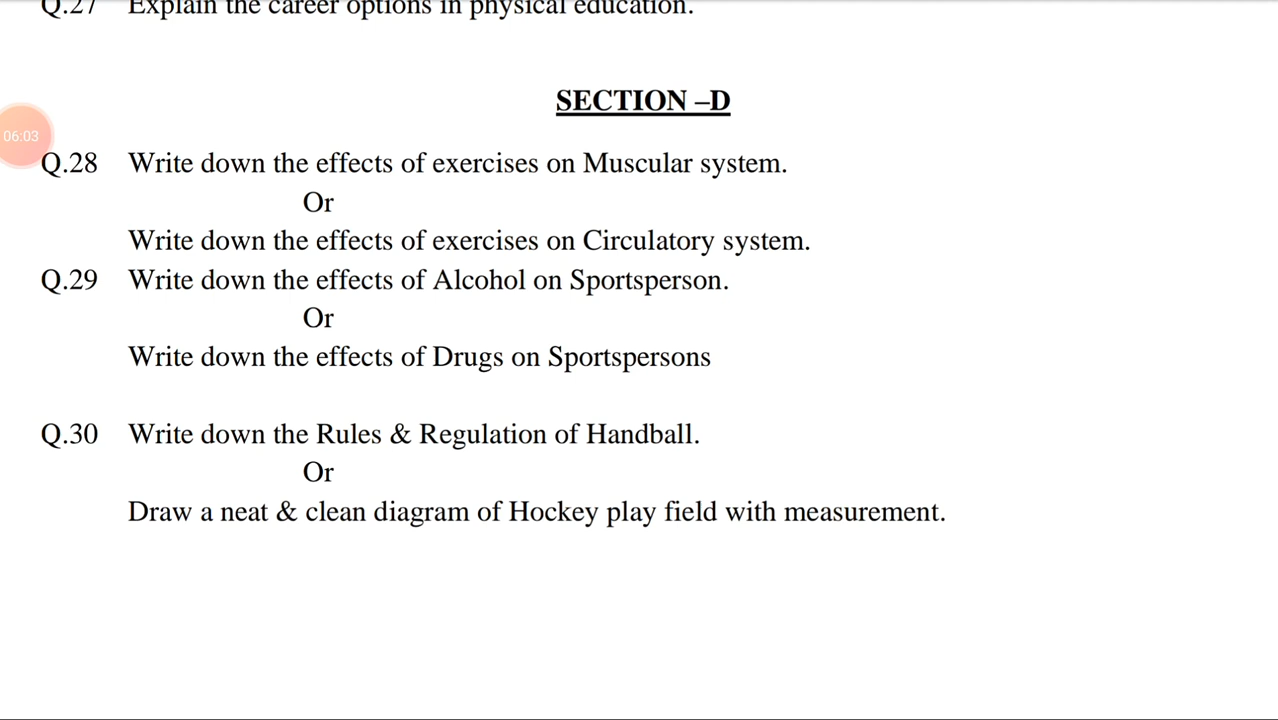 Q.27 Explain the career options in physical education.
SECTION –D
06:03
Q.28 Write down the effects of exercises on Muscular system.
Or
Write down the effects of exercises on Circulatory system.
Q.29 Write down the effects of Alcohol on Sportsperson.
Or
Write down the effects of Drugs on Sportspersons
Q.30 Write down the Rules & Regulation of Handball.
Or
Draw a neat & clean diagram of Hockey play field with measurement.